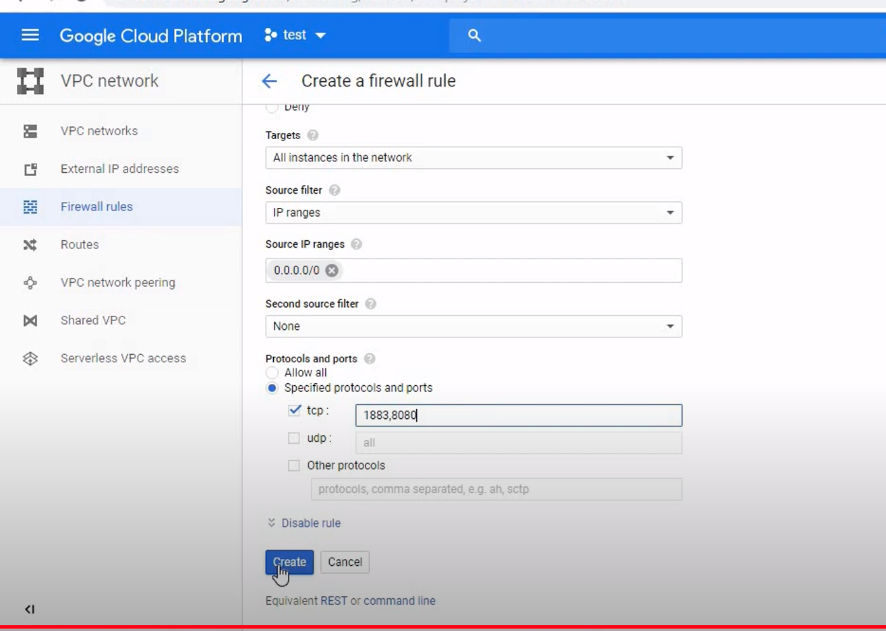 Google Cloud Platform
test
VPC network
Create a firewall rule
Deny
VPC networks
External IP addresses
Firewall rules
Routes
VPC network peering
Shared VPC
Serverless VPC access
Targets
All instances in the network
Source filter
IP ranges
Source IP ranges
0.0.0.0/0
Second source filter
None
Protocols and ports
Allow all
Specified protocols and ports
tcp :
1883,8080
udp :
all
Other protocols
protocols, comma separated, e.g. ah, sctp
Disable rule
Create
Cancel
Equivalent REST or command line